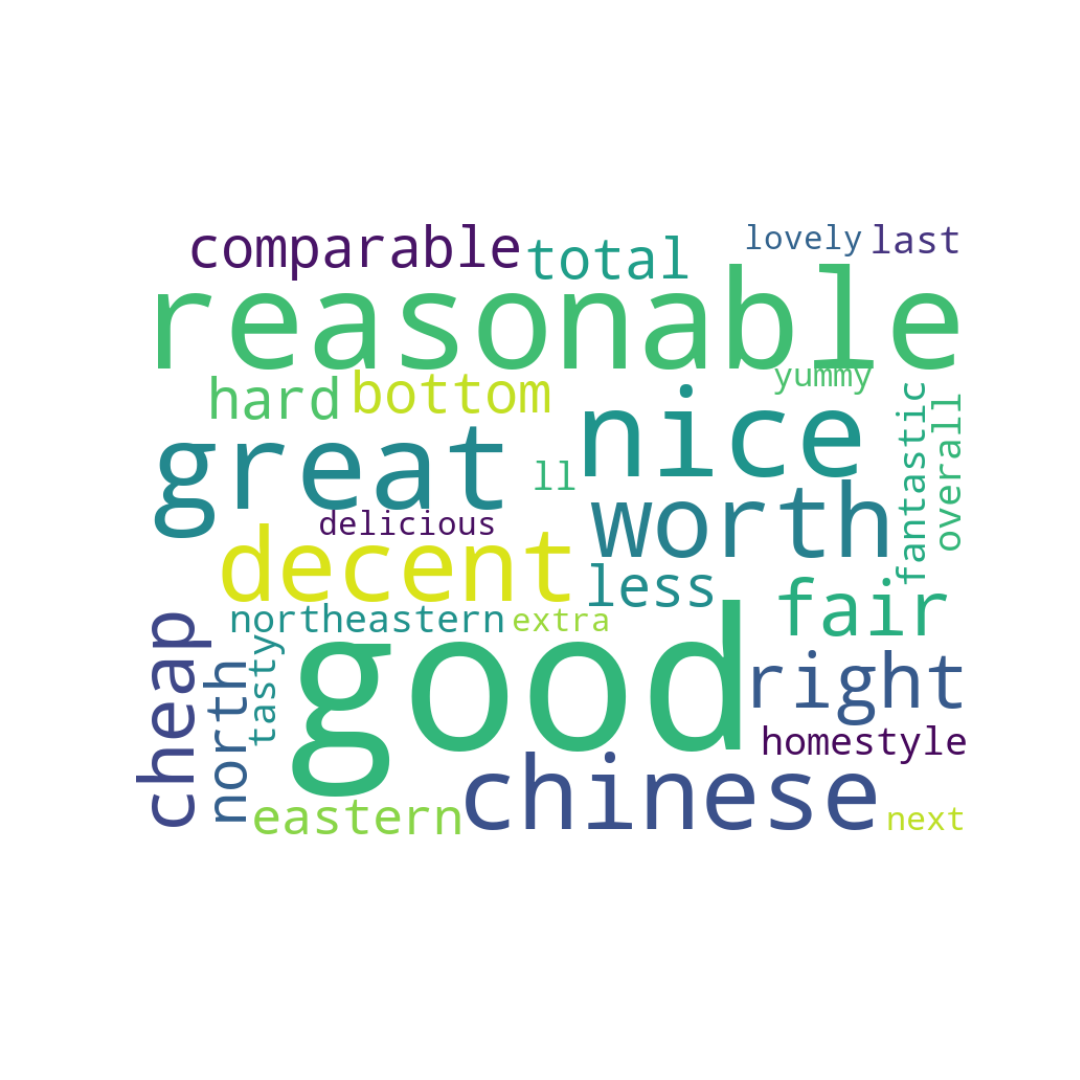 comparable
total
lovely
last
reasonable
yummy
hard
bottom
nice
fantastic
overall
great
ll
worth
delicious
decent
less
fair
northeastern
extra
cheap
north
tasty
good
right
homestyle
chinese
eastern
next